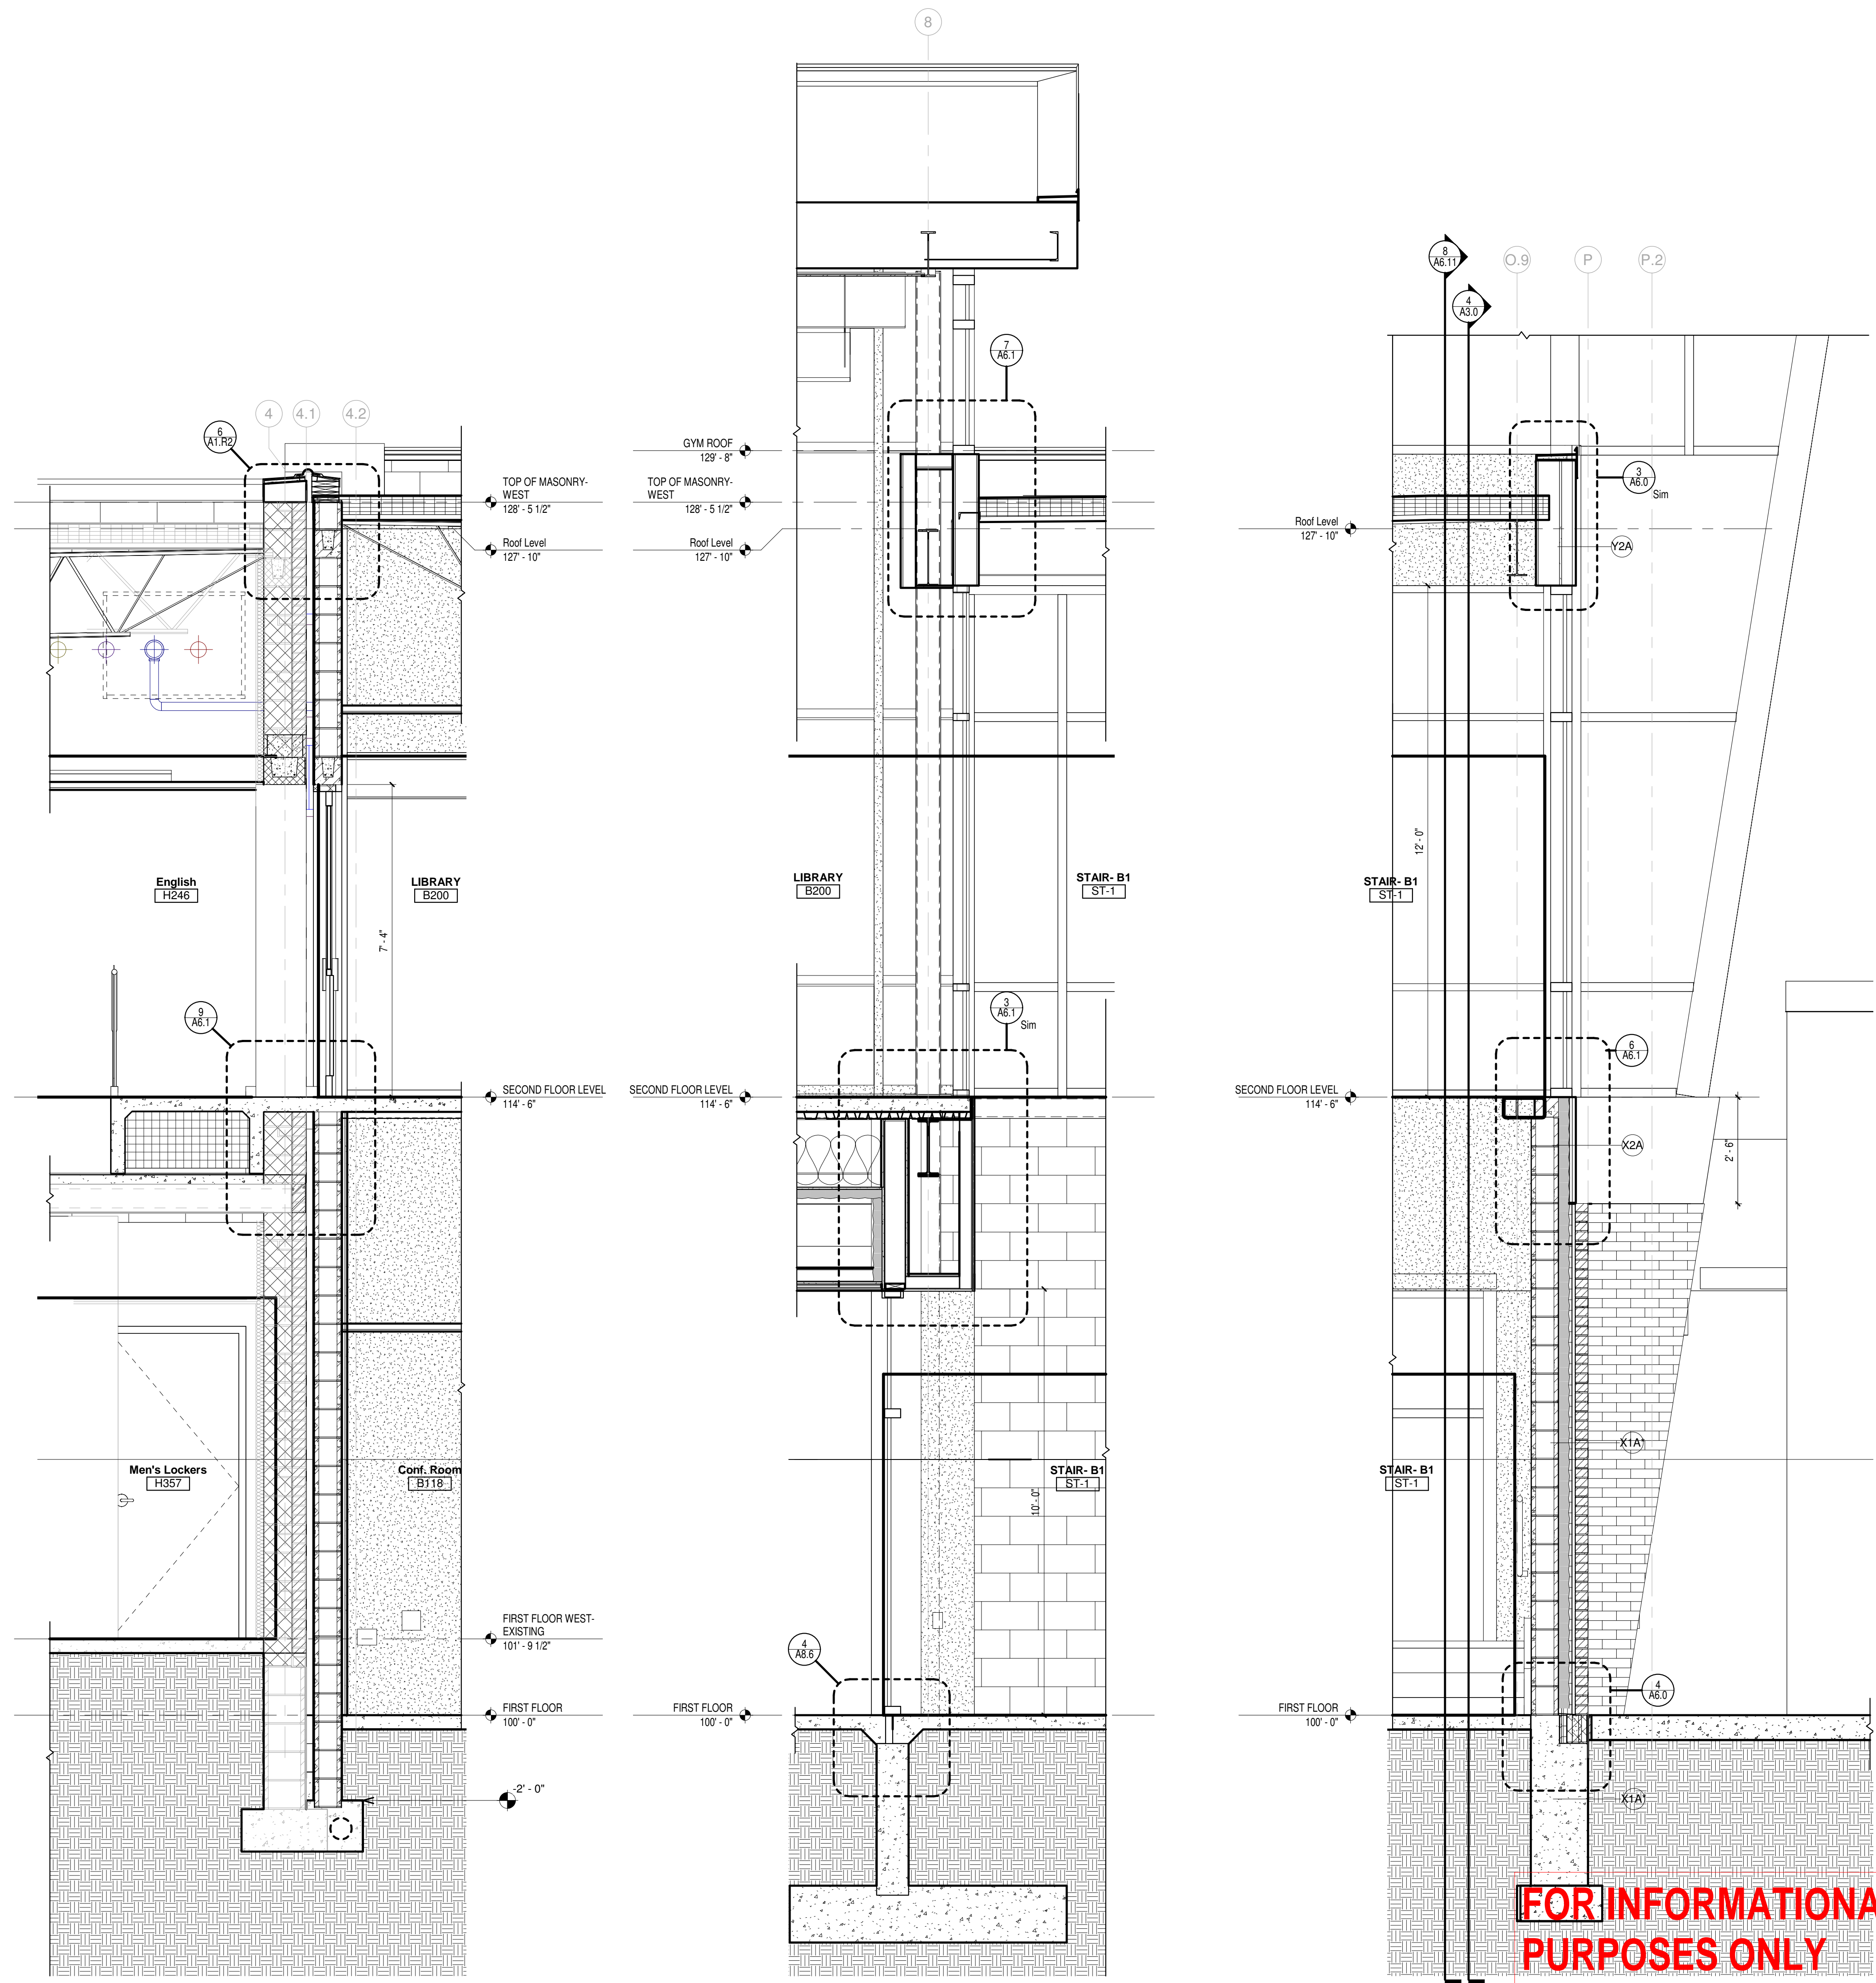 8
4
4.1
4.2
6
A1.R2
TOP OF MASONRY-
WEST
128' - 5 1/2"
Roof Level
127' - 10"
English
H246
LIBRARY
B200
7' - 4"
9
A6.1
SECOND FLOOR LEVEL
114' - 6"
Men's Lockers
H357
Conf. Room
B118
FIRST FLOOR WEST-
EXISTING
101' - 9 1/2"
FIRST FLOOR
100' - 0"
-2' - 0"
7
A6.1
GYM ROOF
129' - 8"
TOP OF MASONRY-
WEST
128' - 5 1/2"
Roof Level
127' - 10"
LIBRARY
B200
STAIR- B1
ST-1
3
A6.1
Sim
SECOND FLOOR LEVEL
114' - 6"
STAIR- B1
ST-1
10' - 0"
4
A8.6
FIRST FLOOR
100' - 0"
8
A6.11
4
A3.0
O.9
P
P.2
3
A6.0
Sim
Roof Level
127' - 10"
Y2A
12' - 0"
STAIR- B1
ST-1
6
A6.1
SECOND FLOOR LEVEL
114' - 6"
X2A
2' - 6"
X1A*
STAIR- B1
ST-1
4
A6.0
FIRST FLOOR
100' - 0"
X1A*
FOR INFORMATIONA
PURPOSES ONLY